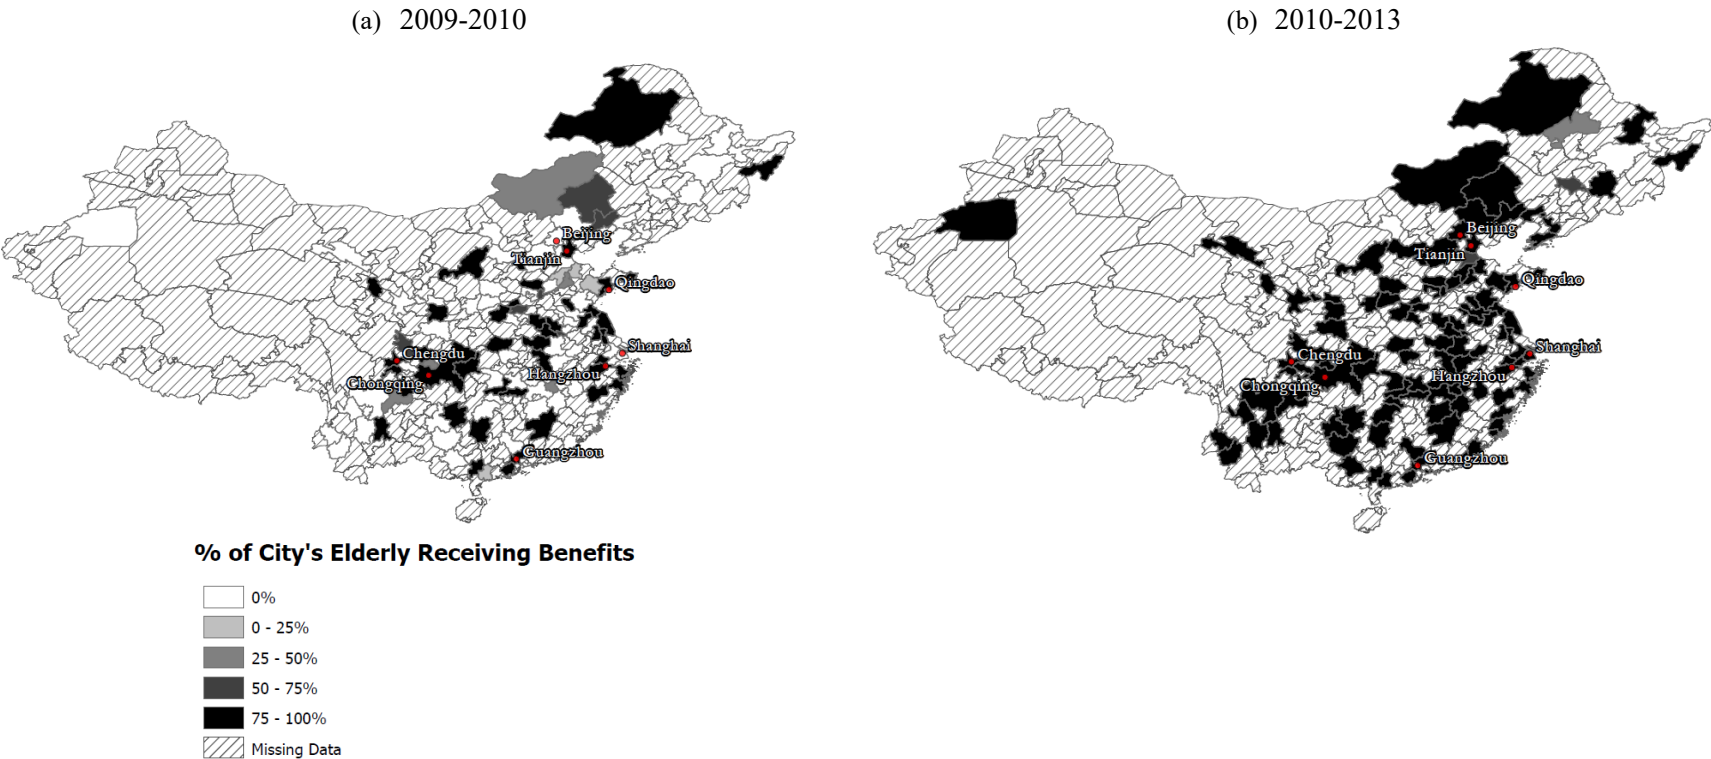 (a) 2009-2010
(b) 2010-2013
Beijing
Tianjin
Qingdao
Shanghai
Chengdu
Hangzhou
Chongqing
Guangzhou
Beijing
Tianjin
Qingdao
Shanghai
Chengdu
Hangzhou
Chongqing
Guangzhou
% of City's Elderly Receiving Benefits
0%
0 - 25%
25 - 50%
50 - 75%
75 - 100%
Missing Data